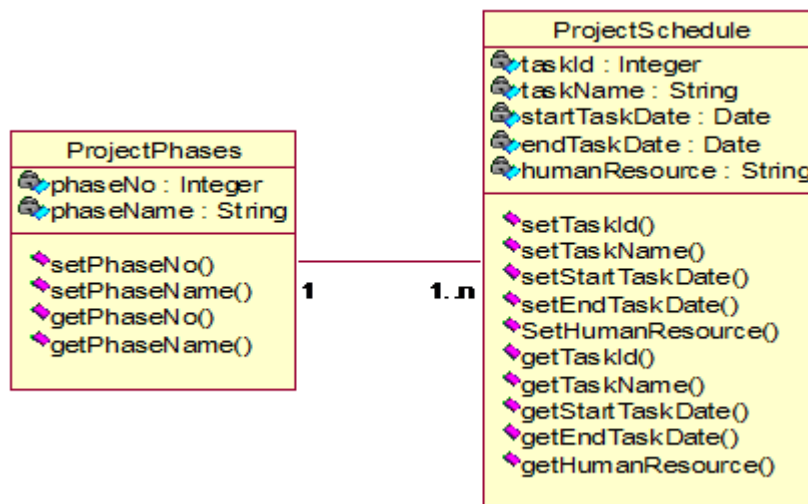 ProjectPhases
phaseNo : Integer
phaseName : String
setPhaseNo()
setPhaseName()
getPhaseNo()
getPhaseName()
1
1..n
ProjectSchedule
taskId : Integer
taskName : String
startTaskDate : Date
endTaskDate : Date
humanResource : String
setTaskId()
setTaskName()
setStartTaskDate()
setEndTaskDate()
SetHumanResource()
getTaskId()
getTaskName()
getStartTaskDate()
getEndTaskDate()
getHumanResource()